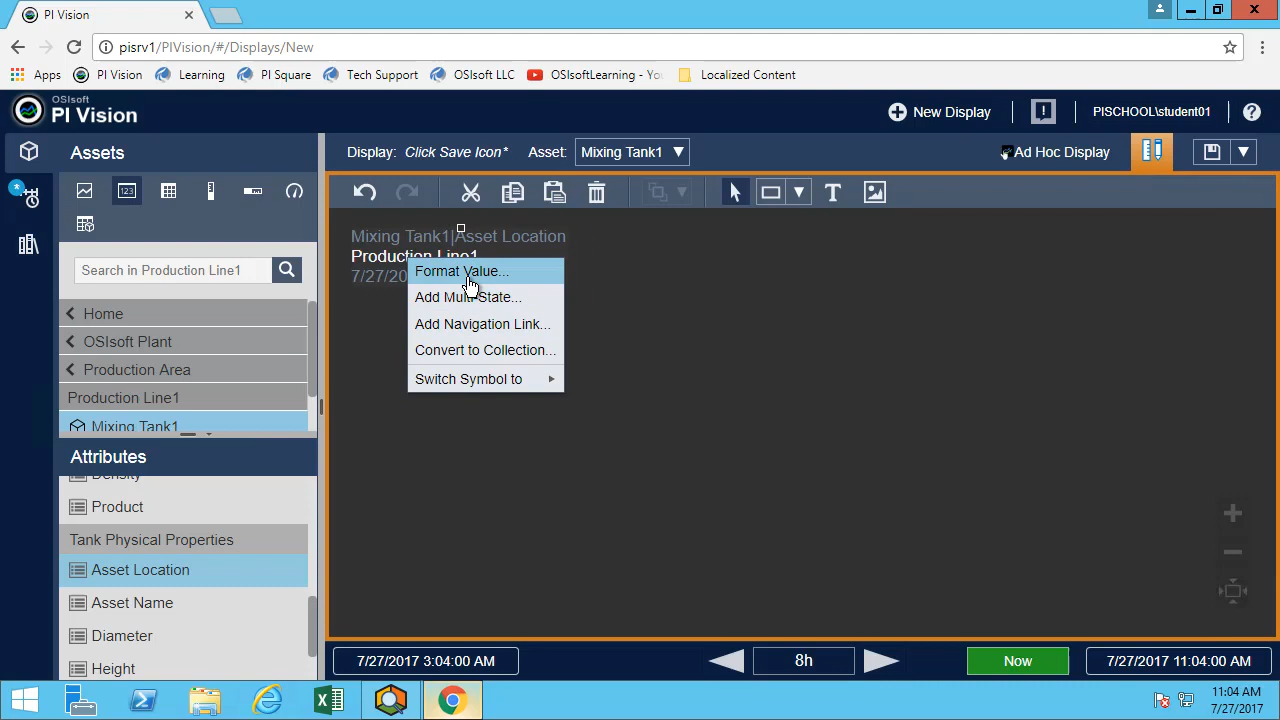 PI Vision
pisrv1/PIVision/#/Displays/New
Apps PI Vision Learning PI Square Tech Support OSIsoft LLC OSIsoftLearning - You Localized Content
OSIsoft
PI Vision
New Display
PISCHOOL\student01
Assets
Display: Click Save Icon* Asset: Mixing Tank1
Ad Hoc Display
Search in Production Line1
Home
OSIsoft Plant
Production Area
Production Line1
Mixing Tank1
Attributes
Density
Product
Tank Physical Properties
Asset Location
Asset Name
Diameter
Height
Mixing Tank1|Asset Location
Production Line1
7/27/20
Format Value...
Add Multi-State...
Add Navigation Link...
Convert to Collection...
Switch Symbol to
7/27/2017 3:04:00 AM
8h
Now
7/27/2017 11:04:00 AM
11:04 AM
7/27/2017